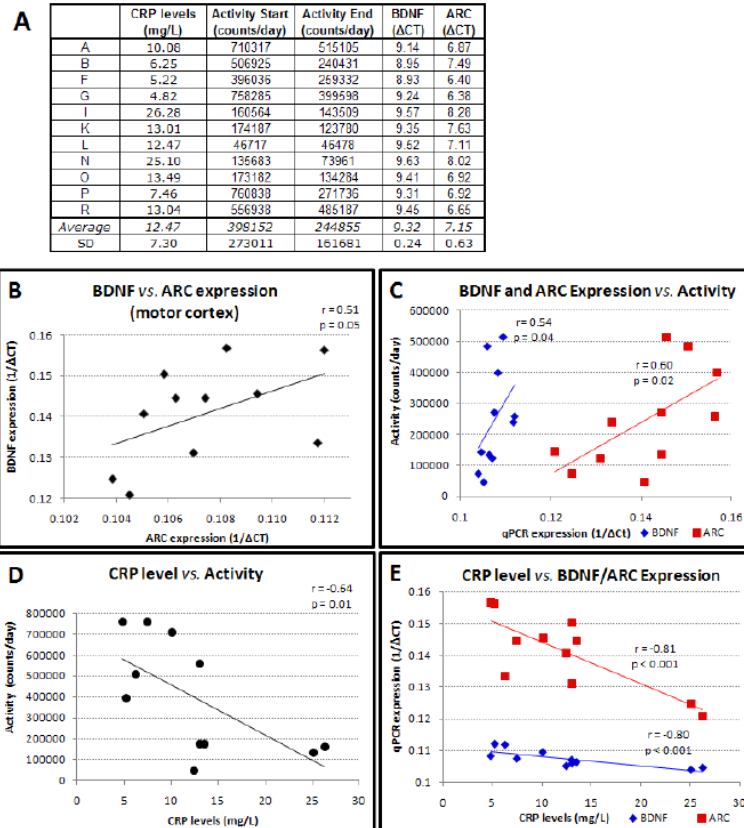 A
CRP levels (mg/L) Activity Start (counts/day) Activity End (counts/day) BDNF (ΔCT) ARC (ΔCT)
A 10.08 710317 515105 9.14 6.87
B 6.25 506925 240431 8.95 7.49
F 5.22 396036 259332 8.93 6.40
G 4.82 758285 399598 9.24 6.38
I 26.28 160564 143509 9.57 8.28
K 13.01 174187 123780 9.35 7.63
L 12.47 46717 46478 9.52 7.11
N 25.10 135683 73961 9.63 8.02
O 13.49 173182 134284 9.41 6.92
P 7.46 760838 271736 9.31 6.92
R 13.04 556938 485187 9.45 6.65
Average 12.47 398152 244855 9.32 7.15
SD 7.30 273011 161681 0.24 0.63
B
BDNF vs. ARC expression
(motor cortex)
r = 0.51
p = 0.05
BDNF expression (1/ΔCT)
0.16
0.15
0.14
0.13
0.12
0.102 0.104 0.106 0.108 0.11 0.112
ARC expression (1/ΔCT)
C
BDNF and ARC Expression vs. Activity
r = 0.54
p = 0.04
r = 0.60
p = 0.02
Activity (counts/day)
600000
500000
400000
300000
200000
100000
0
0.1 0.12 0.14 0.16
qPCR expression (1/ΔCt) BDNF ARC
D
CRP level vs. Activity
r = -0.64
p = 0.01
Activity (counts/day)
800000
700000
600000
500000
400000
300000
200000
100000
0
0 5 10 15 20 25 30
CRP levels (mg/L)
E
CRP level vs. BDNF/ARC Expression
r = -0.81
p < 0.001
r = -0.80
p < 0.001
qPCR expression (1/ΔCT)
0.16
0.15
0.14
0.13
0.12
0.11
0.1
0 5 10 15 20 25 30
CRP levels (mg/L) BDNF ARC